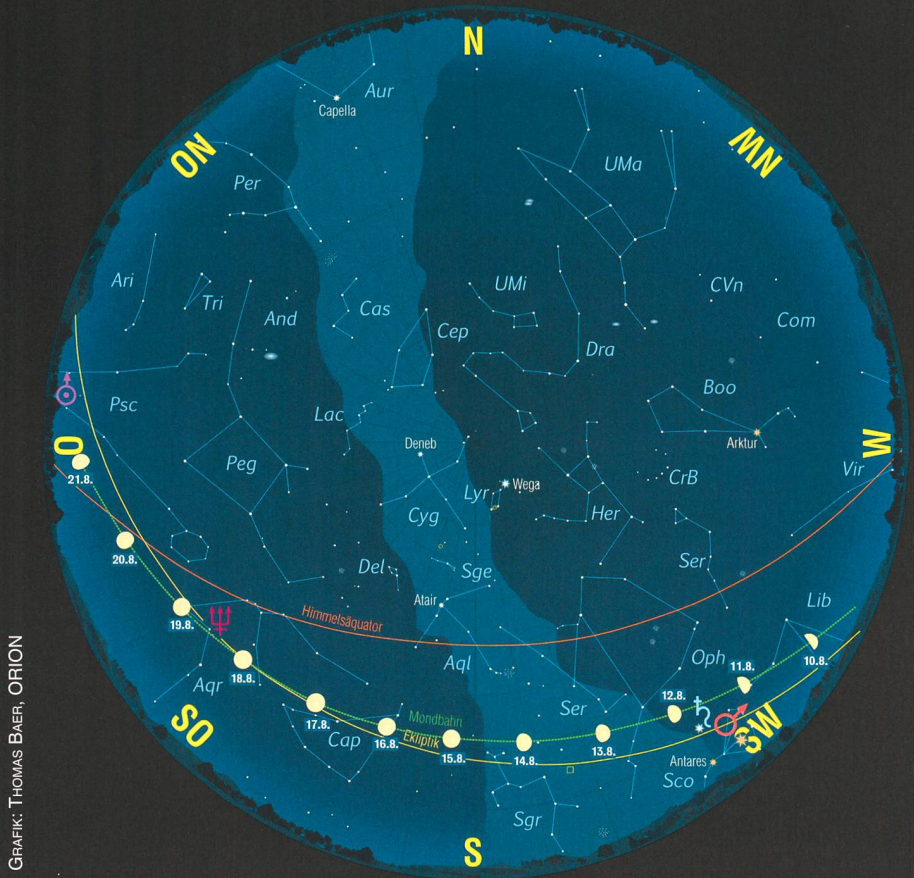 N
Aur
Capella
NO
NW
Per
UMa
Ari
Tri
And
Cas
UMi
CVn
Com
Cep
Dra
Boo
Psc
Lac
Arktur
O
W
Deneb
Peg
Lyr
Wega
CrB
Vir
21.8.
Cyg
Her
20.8.
Del
Sge
Ser
Atair
19.8.
Himmelsäquator
Lib
Aqr
18.8.
Aql
Oph
11.8.
10.8.
17.8.
Mondbahn
Ser
12.8.
SO
Cap
16.8.
Ekliptik
15.8.
14.8.
13.8.
SW
Antares
Sco
Sgr
S
GRAFIK: THOMAS BAER, ORION